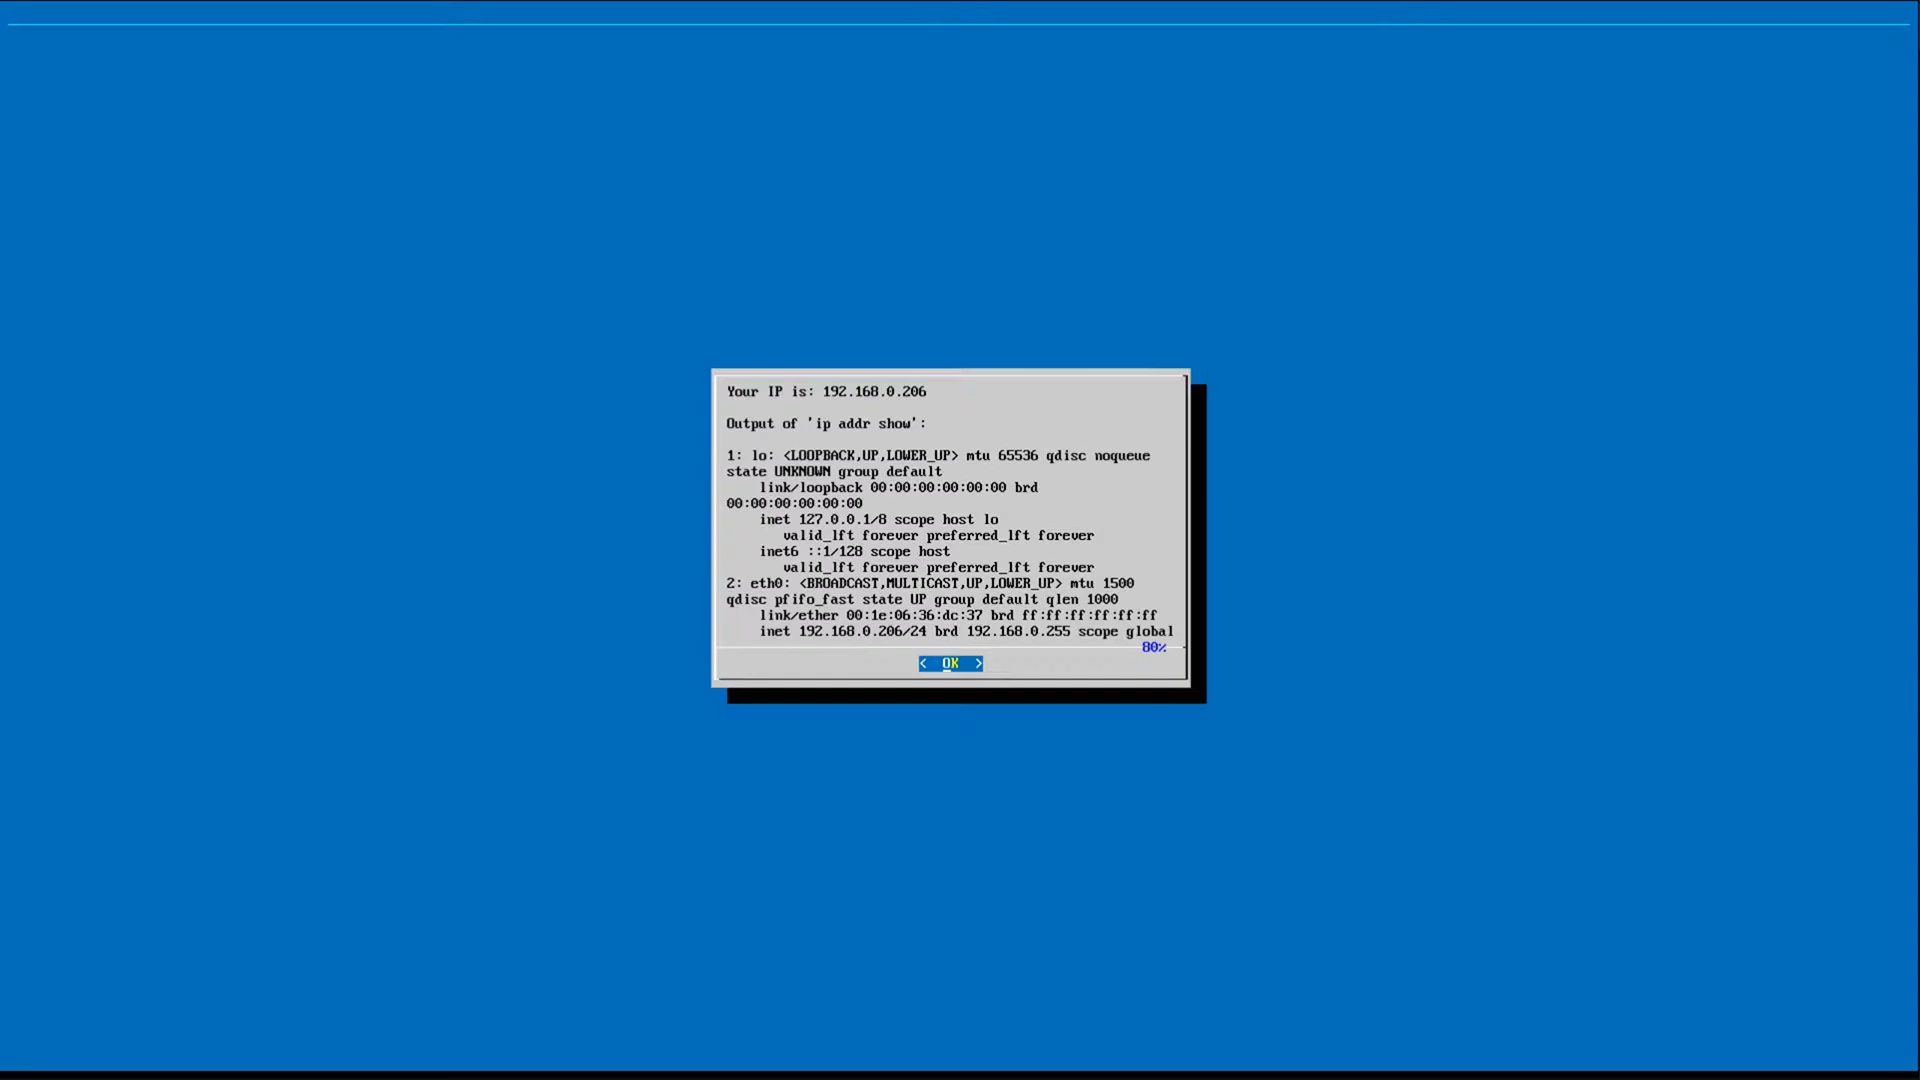 Your IP is: 192.168.0.206
Output of 'ip addr show':
1: lo: <LOOPBACK,UP,LOWER_UP> mtu 65536 qdisc noqueue
state UNKNOWN group default
link/loopback 00:00:00:00:00:00 brd
00:00:00:00:00:00
inet 127.0.0.1/8 scope host lo
valid_lft forever preferred_lft forever
inet6 ::1/128 scope host
valid_lft forever preferred_lft forever
2: eth0: <BROADCAST,MULTICAST,UP,LOWER_UP> mtu 1500
qdisc pfifo_fast state UP group default qlen 1000
link/ether 00:1e:06:36:dc:37 brd ff:ff:ff:ff:ff:ff
inet 192.168.0.206/24 brd 192.168.0.255 scope global
80%
< OK >